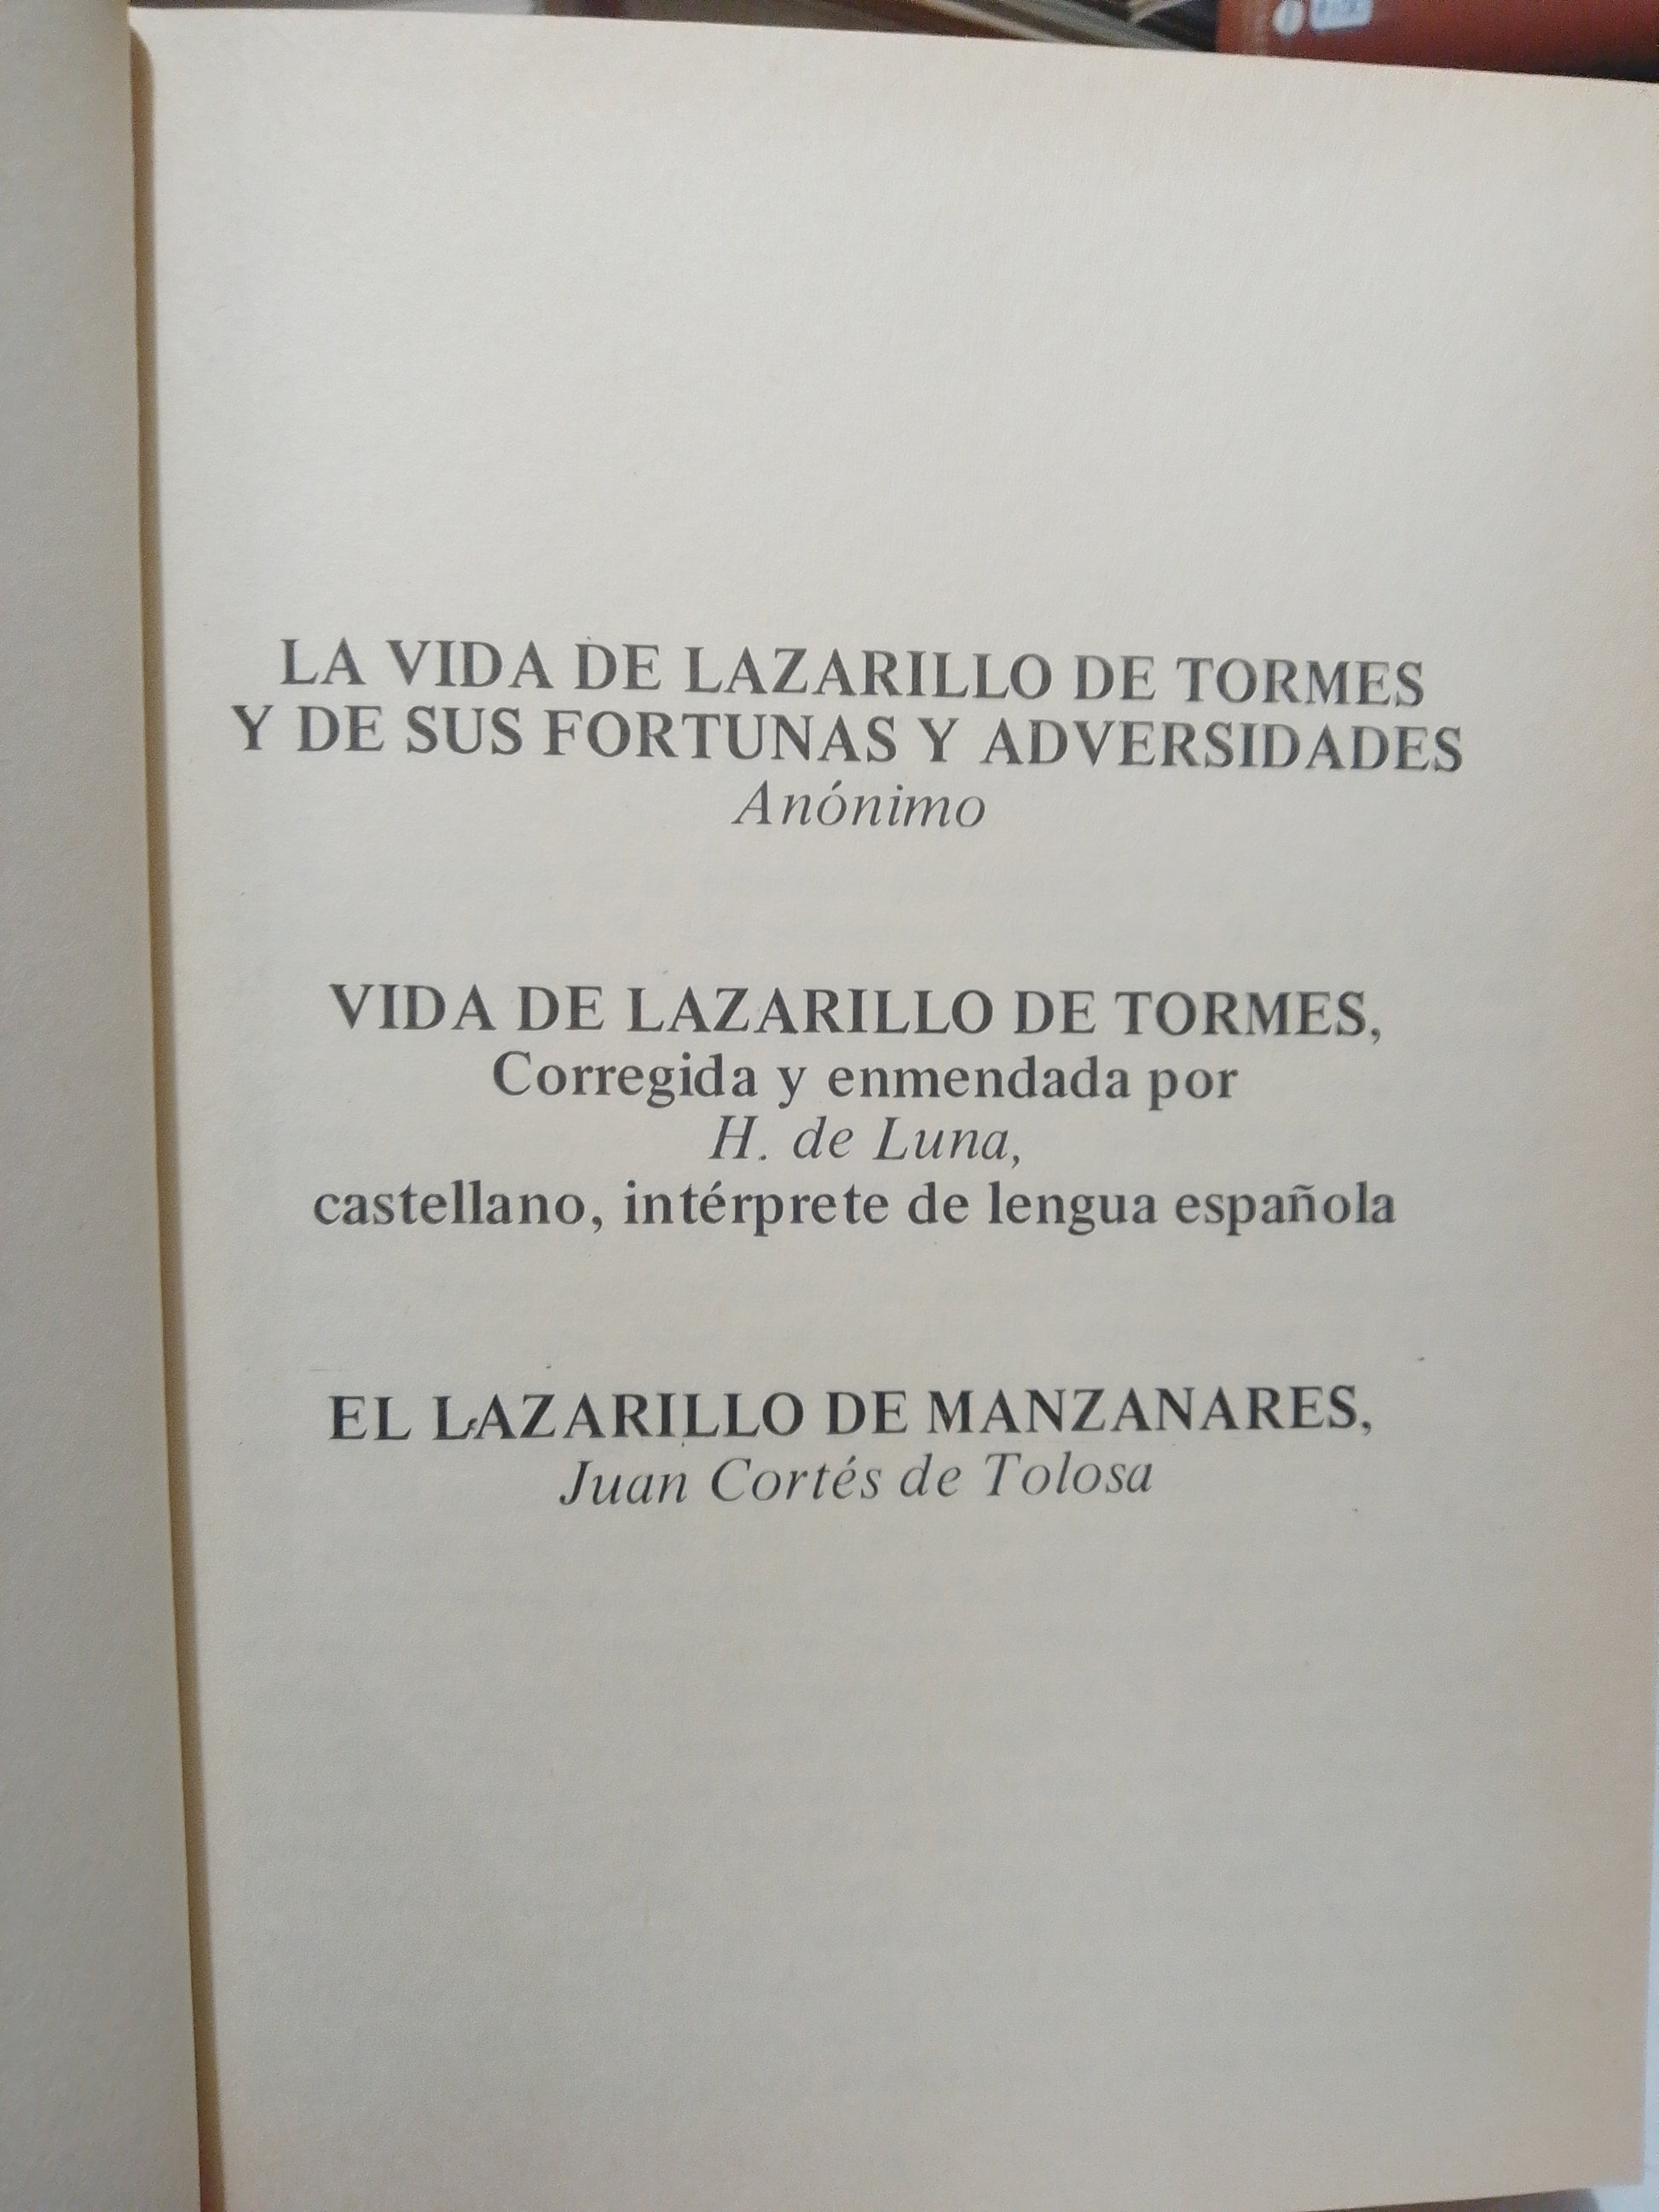 LA VIDA DE LAZARILLO DE TORMES
Y DE SUS FORTUNAS Y ADVERSIDADES
Anónimo
VIDA DE LAZARILLO DE TORMES,
Corregida y enmendada por
H. de Luna,
castellano, intérprete de lengua española
EL LAZARILLO DE MANZANARES,
Juan Cortés de Tolosa